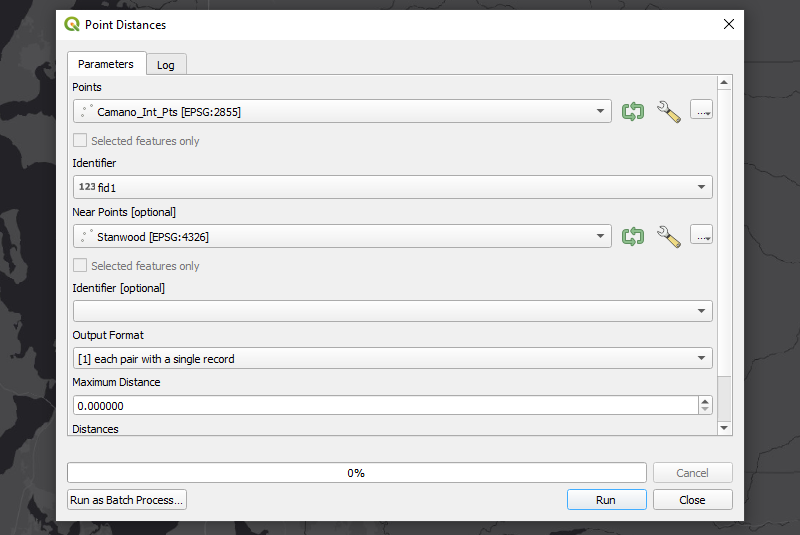 Point Distances
Parameters
Log
Points
Camano_Int_Pts [EPSG:2855]
...
Selected features only
Identifier
123 fid1
Near Points [optional]
Stanwood [EPSG:4326]
...
Selected features only
Identifier [optional]
Output Format
[1] each pair with a single record
Maximum Distance
0.000000
Distances
0%
Cancel
Run as Batch Process...
Run
Close